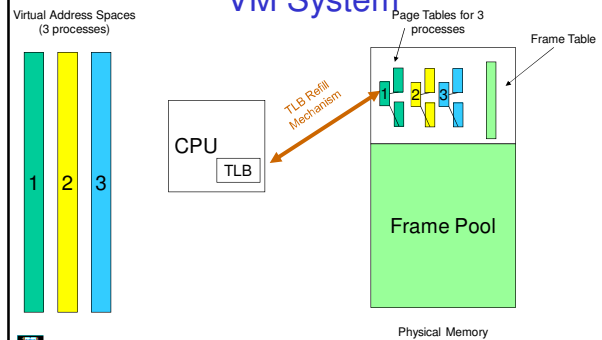 VM System
Virtual Address Spaces
(3 processes)
Page Tables for 3
processes
Frame Table
TLB Refill
Mechanism
1
2
3
CPU
TLB
1
2
3
Frame Pool
Physical Memory